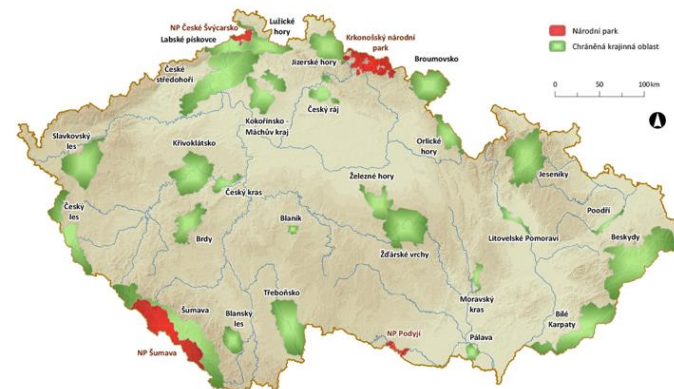 NP České Švýcarsko
Lužické
hory
Labské pískovce
Krkonošský národní
park
Národní park
Chráněná krajinná oblast
0
50
100km
České
středohoří
Jizerské hory
Broumovsko
Kokořínsko -
Máchův kraj
Český ráj
Slavkovský
les
Křivoklátsko
Orlické
hory
Železné hory
Jeseníky
Český
les
Český kras
Blaník
Poodří
Brdy
Litovelské Pomoraví
Beskydy
Žďárské vrchy
Šumava
Blanský
les
Třeboňsko
Moravský
kras
Bílé
Karpaty
NP Šumava
NP Podyjí
Pálava